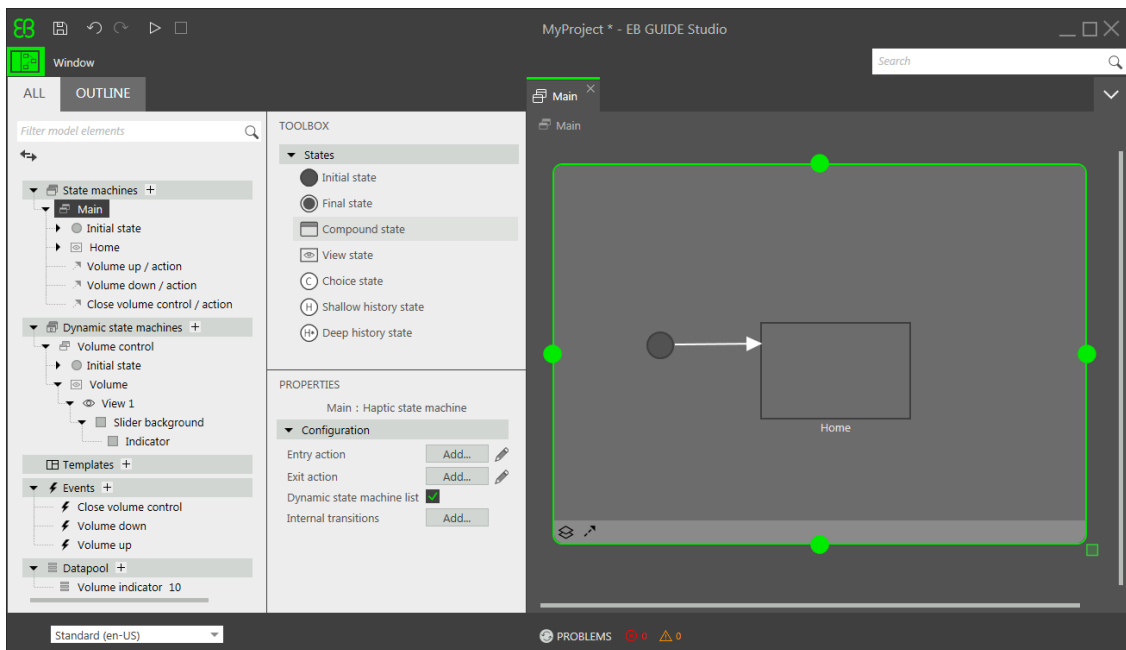 EB
MyProject * - EB GUIDE Studio
Window
Search
ALL
OUTLINE
Filter model elements
State machines +
Main
Initial state
Home
Volume up / action
Volume down / action
Close volume control / action
Dynamic state machines +
Volume control
Initial state
Volume
View 1
Slider background
Indicator
Templates +
Events +
Close volume control
Volume down
Volume up
Datapool +
Volume indicator 10
TOOLBOX
States
Initial state
Final state
Compound state
View state
C Choice state
H Shallow history state
H* Deep history state
PROPERTIES
Main : Haptic state machine
Configuration
Entry action Add...
Exit action Add...
Dynamic state machine list
Internal transitions Add...
Main
Main
Home
Standard (en-US)
PROBLEMS 0 0